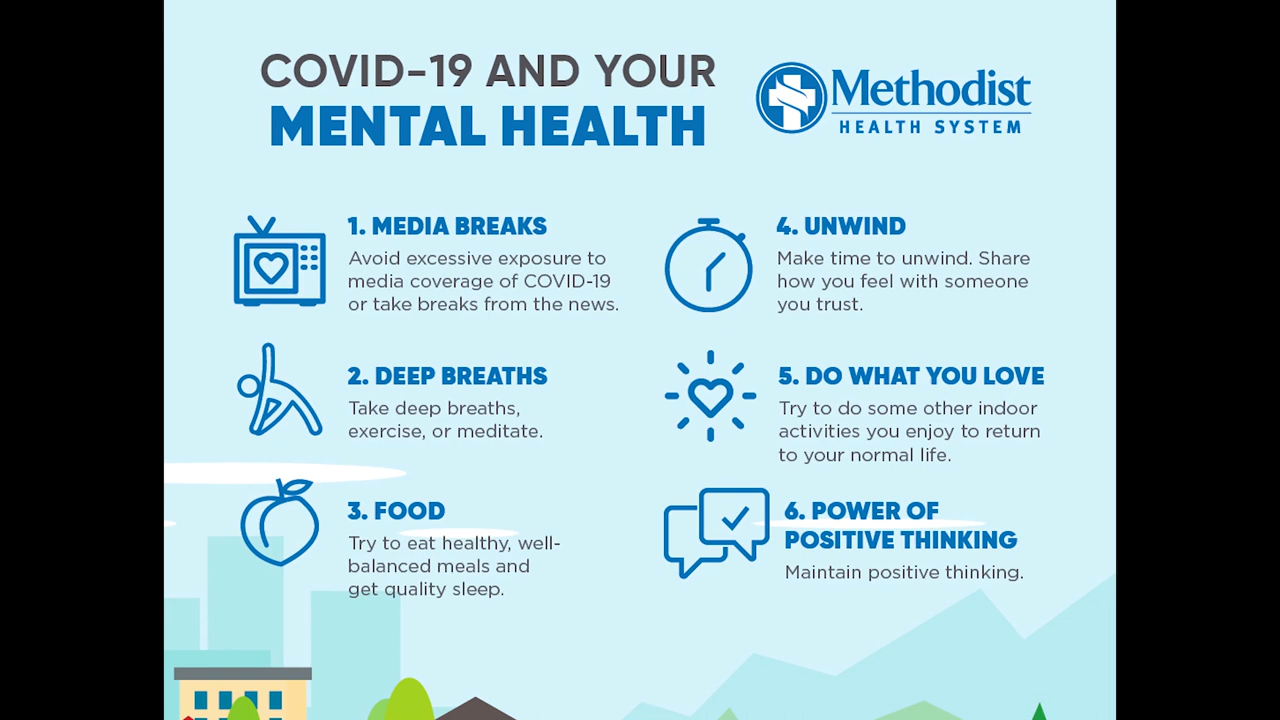 COVID-19 AND YOUR
MENTAL HEALTH
Methodist
HEALTH SYSTEM
1. MEDIA BREAKS
Avoid excessive exposure to
media coverage of COVID-19
or take breaks from the news.
2. DEEP BREATHS
Take deep breaths,
exercise, or meditate.
3. FOOD
Try to eat healthy, well-
balanced meals and
get quality sleep.
4. UNWIND
Make time to unwind. Share
how you feel with someone
you trust.
5. DO WHAT YOU LOVE
Try to do some other indoor
activities you enjoy to return
to your normal life.
6. POWER OF
POSITIVE THINKING
Maintain positive thinking.